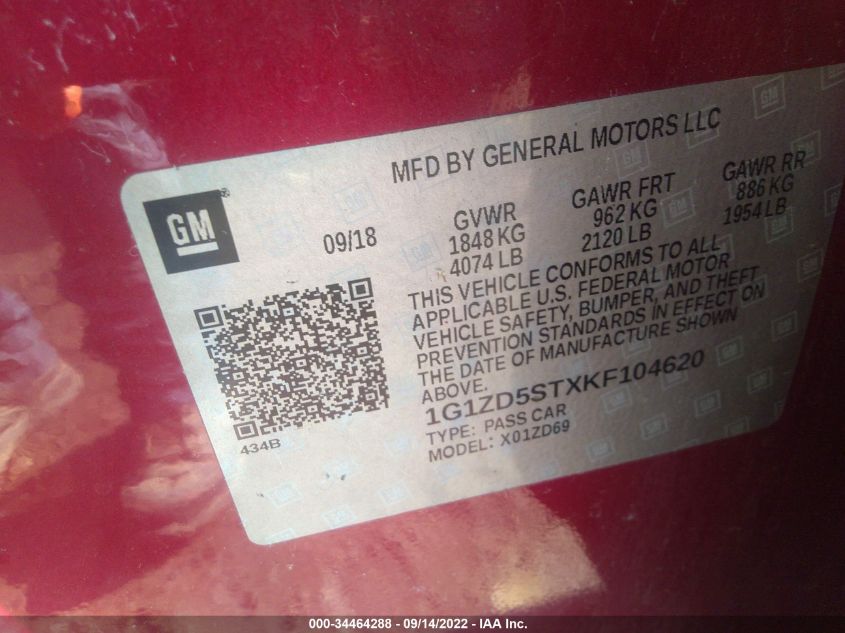 MFD BY GENERAL MOTORS LLC
GM®
09/18
GVWR
1848 KG
4074 LB
GAWR FRT
962 KG
2120 LB
GAWR RR
886 KG
1954 LB
THIS VEHICLE CONFORMS TO ALL
APPLICABLE U.S. FEDERAL MOTOR
VEHICLE SAFETY, BUMPER, AND THEFT
PREVENTION STANDARDS IN EFFECT ON
THE DATE OF MANUFACTURE SHOWN
ABOVE.
1G1ZD5STXKF104620
TYPE: PASS CAR
MODEL: X01ZD69
434B
000-34464288 - 09/14/2022 - IAA Inc.